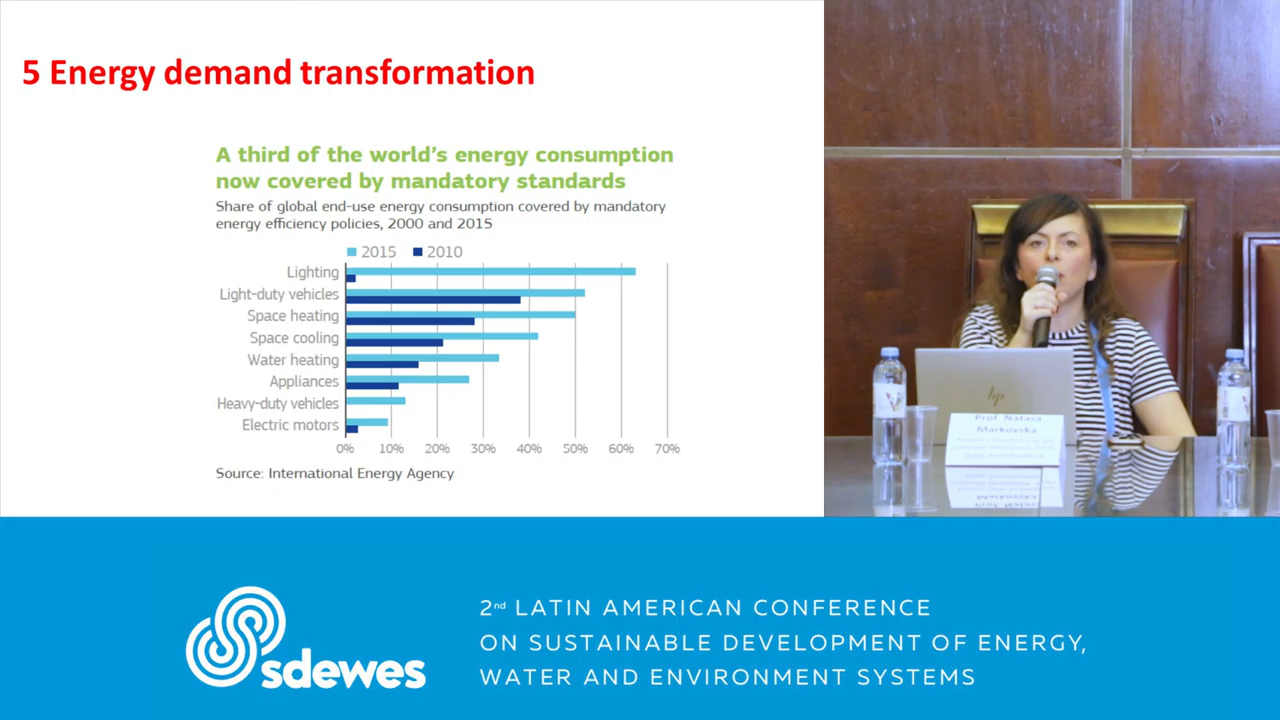 5 Energy demand transformation
A third of the world's energy consumption
now covered by mandatory standards
Share of global end-use energy consumption covered by mandatory
energy efficiency policies, 2000 and 2015
2015 2010
Lighting
Light-duty vehicles
Space heating
Space cooling
Water heating
Appliances
Heavy-duty vehicles
Electric motors
0% 10% 20% 30% 40% 50% 60% 70%
Source: International Energy Agency
hp
Prof. Natasa
Markovska
sdewes
2nd LATIN AMERICAN CONFERENCE
ON SUSTAINABLE DEVELOPMENT OF ENERGY,
WATER AND ENVIRONMENT SYSTEMS